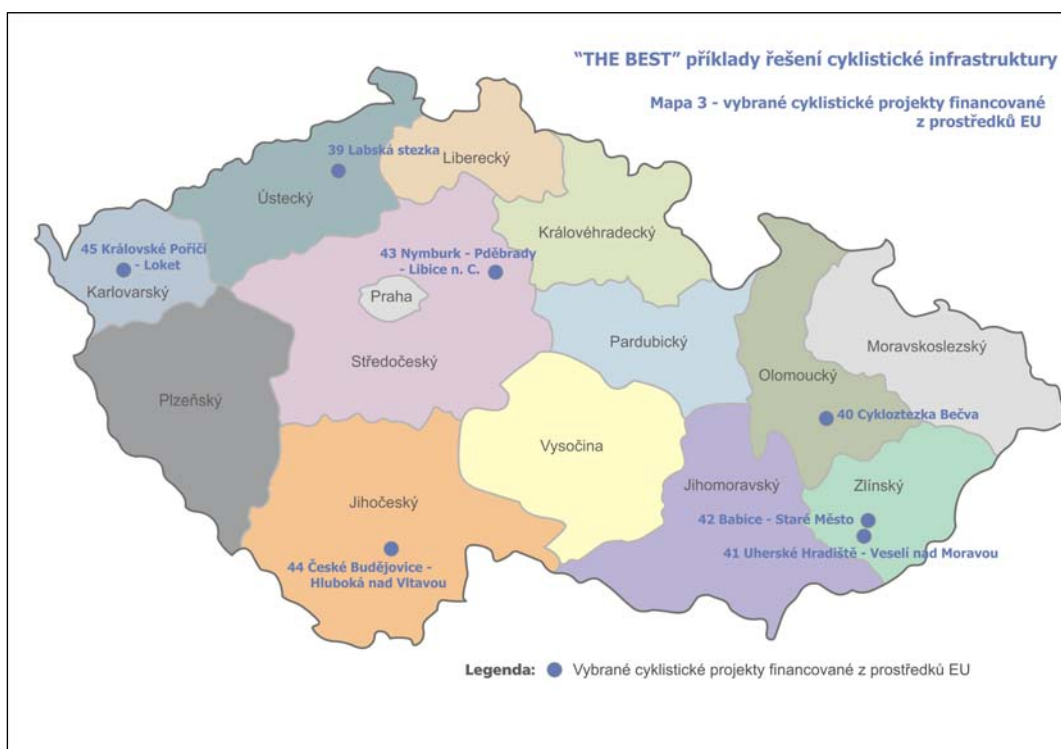 “THE BEST” příklady řešení cyklistické infrastruktury
Mapa 3 - vybrané cyklistické projekty financované
z prostředků EU
39 Labská stezka
Liberecký
Ústecký
Královéhradecký
45 Královské Poříčí
- Loket
43 Nymburk - Pděbrady
- Libice n. C.
Karlovarský
Praha
Pardubický
Moravskoslezský
Středočeský
Olomoucký
Plzeňský
40 Cykloztezka Bečva
Vysočina
Jihomoravský
Zlínský
Jihočeský
42 Babice - Staré Město
41 Uherské Hradiště - Veselí nad Moravou
44 České Budějovice -
Hluboká nad Vltavou
Legenda: Vybrané cyklistické projekty financované z prostředků EU